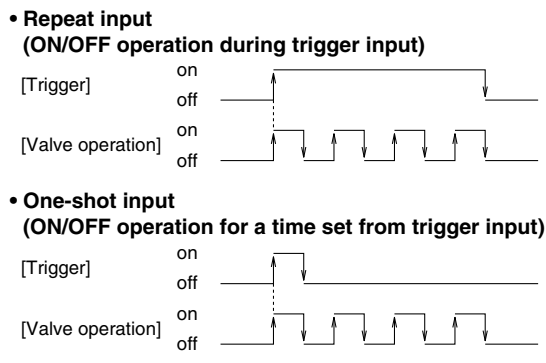 • Repeat input
(ON/OFF operation during trigger input)
[Trigger] on
off
[Valve operation] on
off
• One-shot input
(ON/OFF operation for a time set from trigger input)
[Trigger] on
off
[Valve operation] on
off